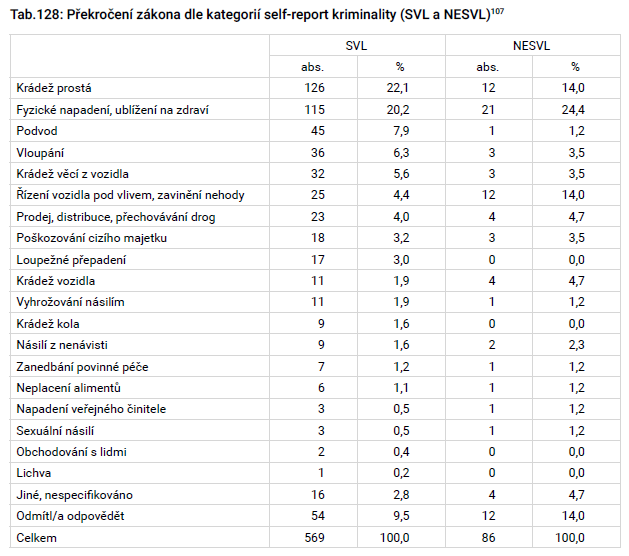 Tab.128: Překročení zákona dle kategorií self-report kriminality (SVL a NESVL)107
SVL NESVL
abs. % abs. %
Krádež prostá 126 22,1 12 14,0
Fyzické napadení, ublížení na zdraví 115 20,2 21 24,4
Podvod 45 7,9 1 1,2
Vloupání 36 6,3 3 3,5
Krádež věcí z vozidla 32 5,6 3 3,5
Řízení vozidla pod vlivem, zavinění nehody 25 4,4 12 14,0
Prodej, distribuce, přechovávání drog 23 4,0 4 4,7
Poškozování cizího majetku 18 3,2 3 3,5
Loupežné přepadení 17 3,0 0 0,0
Krádež vozidla 11 1,9 4 4,7
Vyhrožování násilím 11 1,9 1 1,2
Krádež kola 9 1,6 0 0,0
Násilí z nenávisti 9 1,6 2 2,3
Zanedbání povinné péče 7 1,2 1 1,2
Neplacení alimentů 6 1,1 1 1,2
Napadení veřejného činitele 3 0,5 1 1,2
Sexuální násilí 3 0,5 1 1,2
Obchodování s lidmi 2 0,4 0 0,0
Lichva 1 0,2 0 0,0
Jiné, nespecifikováno 16 2,8 4 4,7
Odmítl/a odpovědět 54 9,5 12 14,0
Celkem 569 100,0 86 100,0